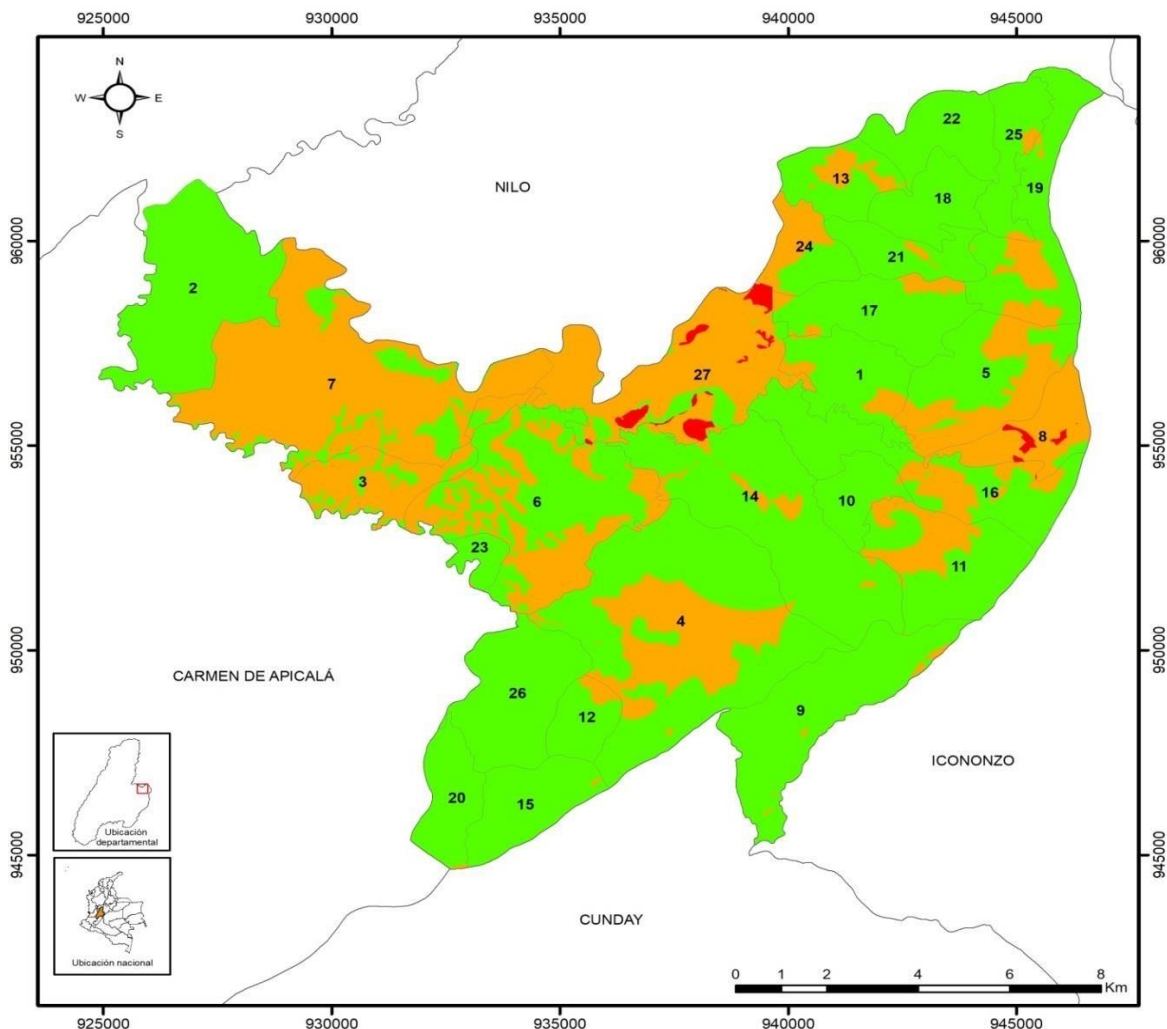 925000 930000 935000 940000 945000
N
W E
S
NILO
22
25
13
19
18
960000 960000
24
21
2
17
27
1
5
7
8
955000 955000
3
16
14
6
10
23
11
4
950000 950000
CARMEN DE APICALÁ
26
9
12
ICONONZO
20
15
Ubicación
departamental
945000 945000
CUNDAY
Ubicación nacional
0 1 2 4 6 8
Km
925000 930000 935000 940000 945000